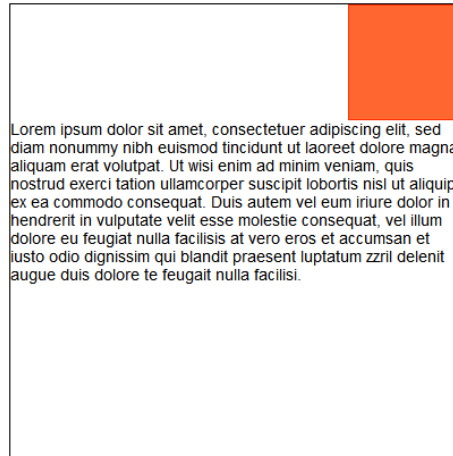 Lorem ipsum dolor sit amet, consectetuer adipiscing elit, sed
diam nonummy nibh euismod tincidunt ut laoreet dolore magna
aliquam erat volutpat. Ut wisi enim ad minim veniam, quis
nostrud exerci tation ullamcorper suscipit lobortis nisl ut aliquip
ex ea commodo consequat. Duis autem vel eum iriure dolor in
hendrerit in vulputate velit esse molestie consequat, vel illum
dolore eu feugiat nulla facilisis at vero eros et accumsan et
iusto odio dignissim qui blandit praesent luptatum zzril delenit
augue duis dolore te feugait nulla facilisi.